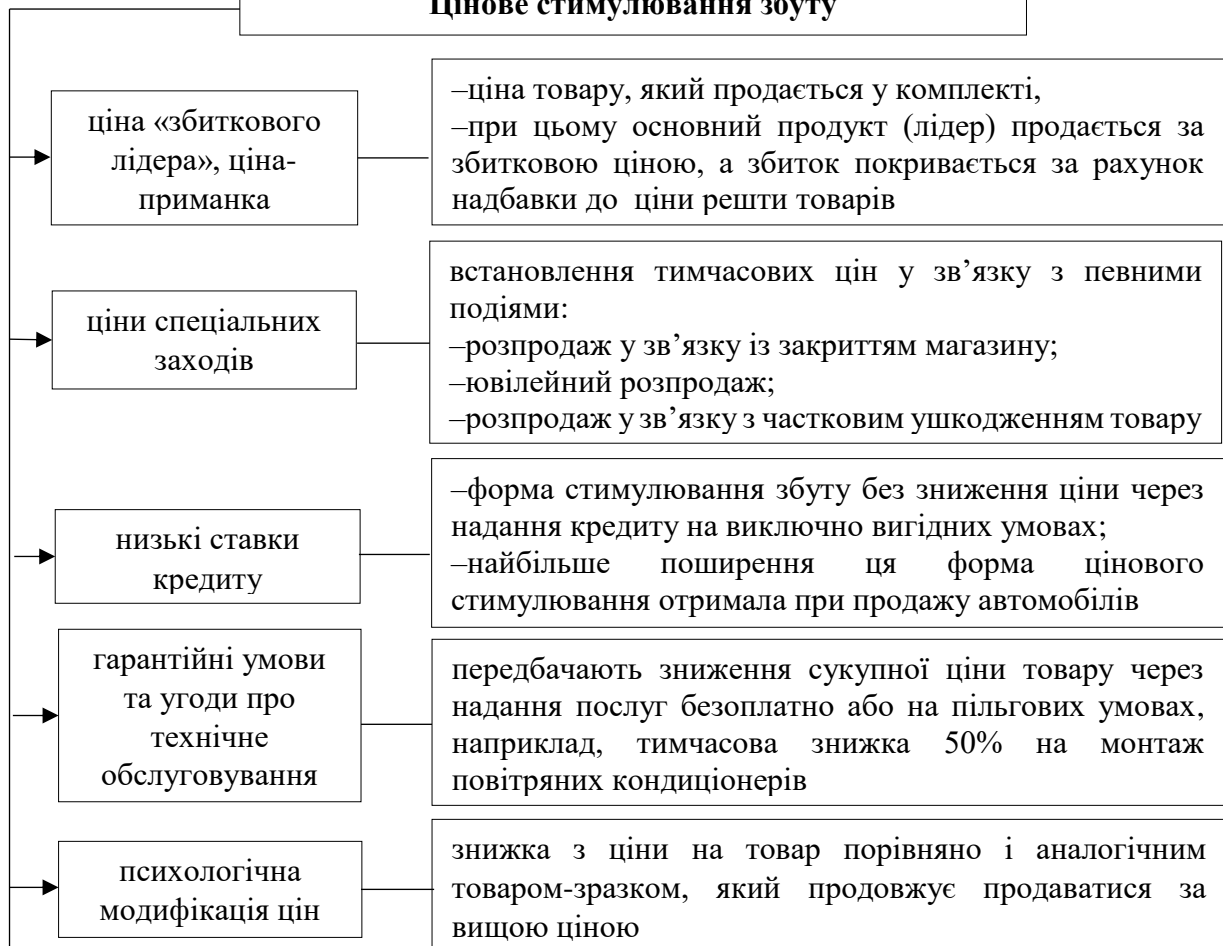 Цінове стимулювання збуту
ціна «збиткового
лідера», ціна-
приманка
–ціна товару, який продається у комплекті,
–при цьому основний продукт (лідер) продається за
збитковою ціною, а збиток покривається за рахунок
надбавки до ціни решти товарів
ціни спеціальних
заходів
встановлення тимчасових цін у зв’язку з певними
подіями:
–розпродаж у зв’язку із закриттям магазину;
–ювілейний розпродаж;
–розпродаж у зв’язку з частковим ушкодженням товару
низькі ставки
кредиту
–форма стимулювання збуту без зниження ціни через
надання кредиту на виключно вигідних умовах;
–найбільше поширення ця форма цінового
стимулювання отримала при продажу автомобілів
гарантійні умови
та угоди про
технічне
обслуговування
передбачають зниження сукупної ціни товару через
надання послуг безоплатно або на пільгових умовах,
наприклад, тимчасова знижка 50% на монтаж
повітряних кондиціонерів
психологічна
модифікація цін
знижка з ціни на товар порівняно і аналогічним
товаром-зразком, який продовжує продаватися за
вищою ціною